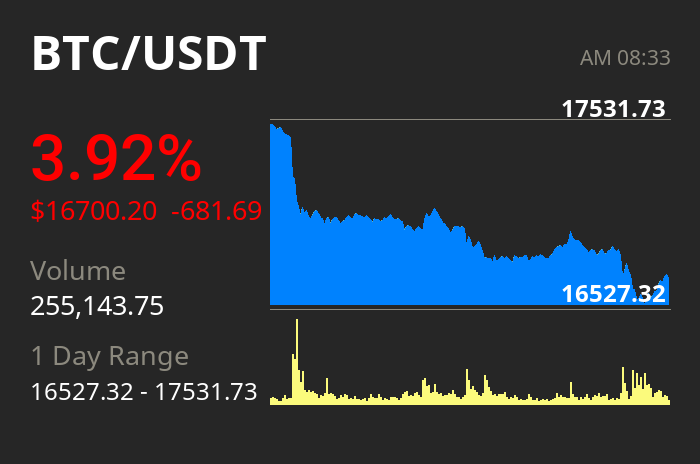 BTC/USDT
AM 08:33
17531.73
3.92%
$16700.20 -681.69
Volume
255,143.75
16527.32
1 Day Range
16527.32 - 17531.73